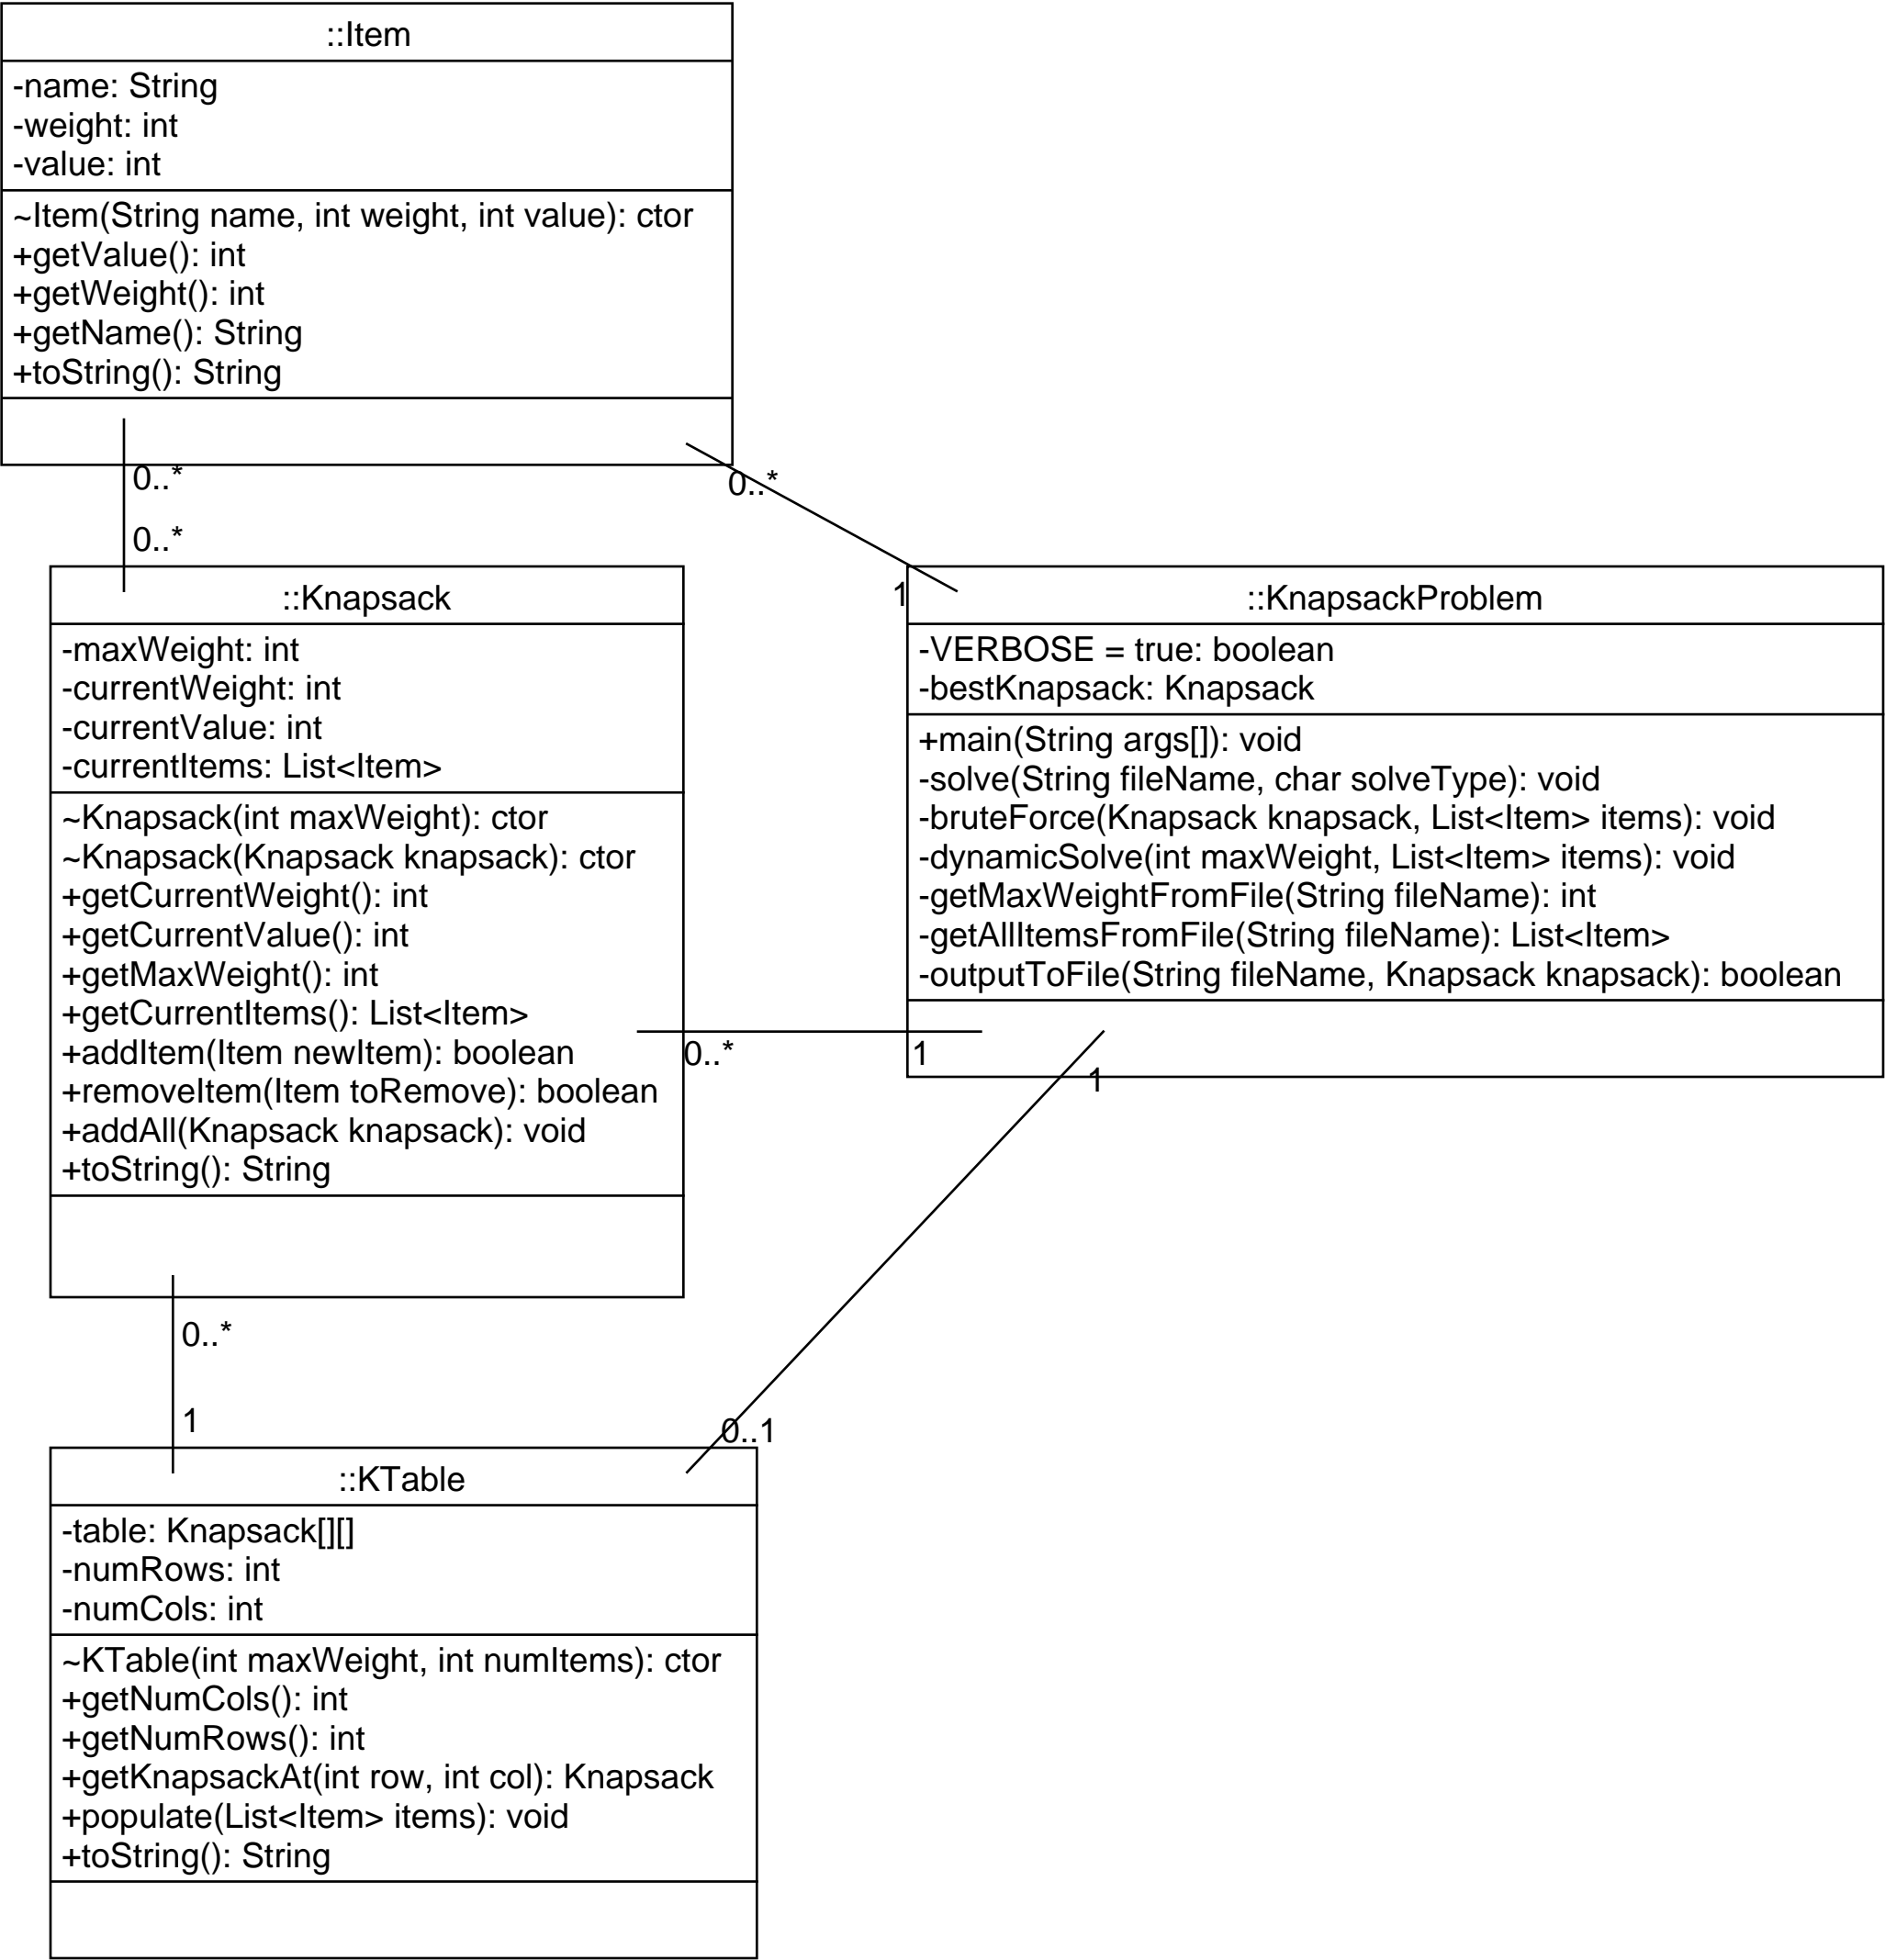 ::Item
-name: String
-weight: int
-value: int
~Item(String name, int weight, int value): ctor
+getValue(): int
+getWeight(): int
+getName(): String
+toString(): String
0..*
0..*
0..*
1
::Knapsack
-maxWeight: int
-currentWeight: int
-currentValue: int
-currentItems: List<Item>
~Knapsack(int maxWeight): ctor
~Knapsack(Knapsack knapsack): ctor
+getCurrentWeight(): int
+getCurrentValue(): int
+getMaxWeight(): int
+getCurrentItems(): List<Item>
+addItem(Item newItem): boolean
+removeItem(Item toRemove): boolean
+addAll(Knapsack knapsack): void
+toString(): String
::KnapsackProblem
-VERBOSE = true: boolean
-bestKnapsack: Knapsack
+main(String args[]): void
-solve(String fileName, char solveType): void
-bruteForce(Knapsack knapsack, List<Item> items): void
-dynamicSolve(int maxWeight, List<Item> items): void
-getMaxWeightFromFile(String fileName): int
-getAllItemsFromFile(String fileName): List<Item>
-outputToFile(String fileName, Knapsack knapsack): boolean
0..*
1
1
0..*
1
0..1
::KTable
-table: Knapsack[][]
-numRows: int
-numCols: int
~KTable(int maxWeight, int numItems): ctor
+getNumCols(): int
+getNumRows(): int
+getKnapsackAt(int row, int col): Knapsack
+populate(List<Item> items): void
+toString(): String